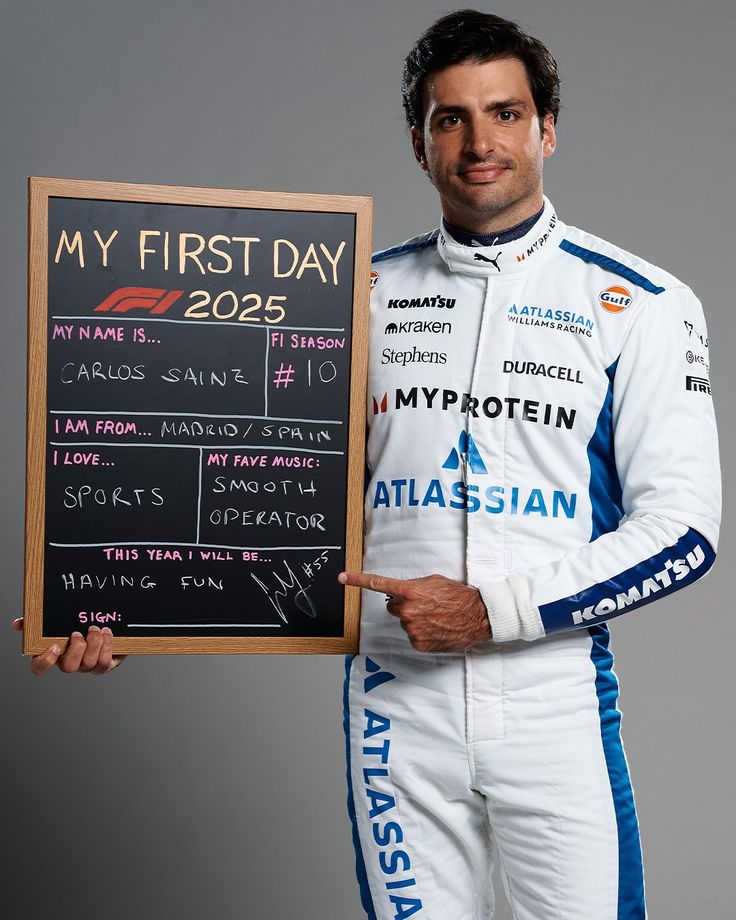 MY FIRST DAY
F1 2025
MY NAME IS...
CARLOS SAINZ
F1 SEASON
# 10
I AM FROM... MADRID / SPAIN
I LOVE...
SPORTS
MY FAVE MUSIC:
SMOOTH
OPERATOR
THIS YEAR I WILL BE...
HAVING FUN
#55
SIGN:
MYPROTEIN
KOMATSU
kraken
Stephens
ATLASSIAN
WILLIAMS RACING
Gulf
DURACELL
MYPROTEIN
ATLASSIAN
KOMATSU
ATLASSIAN